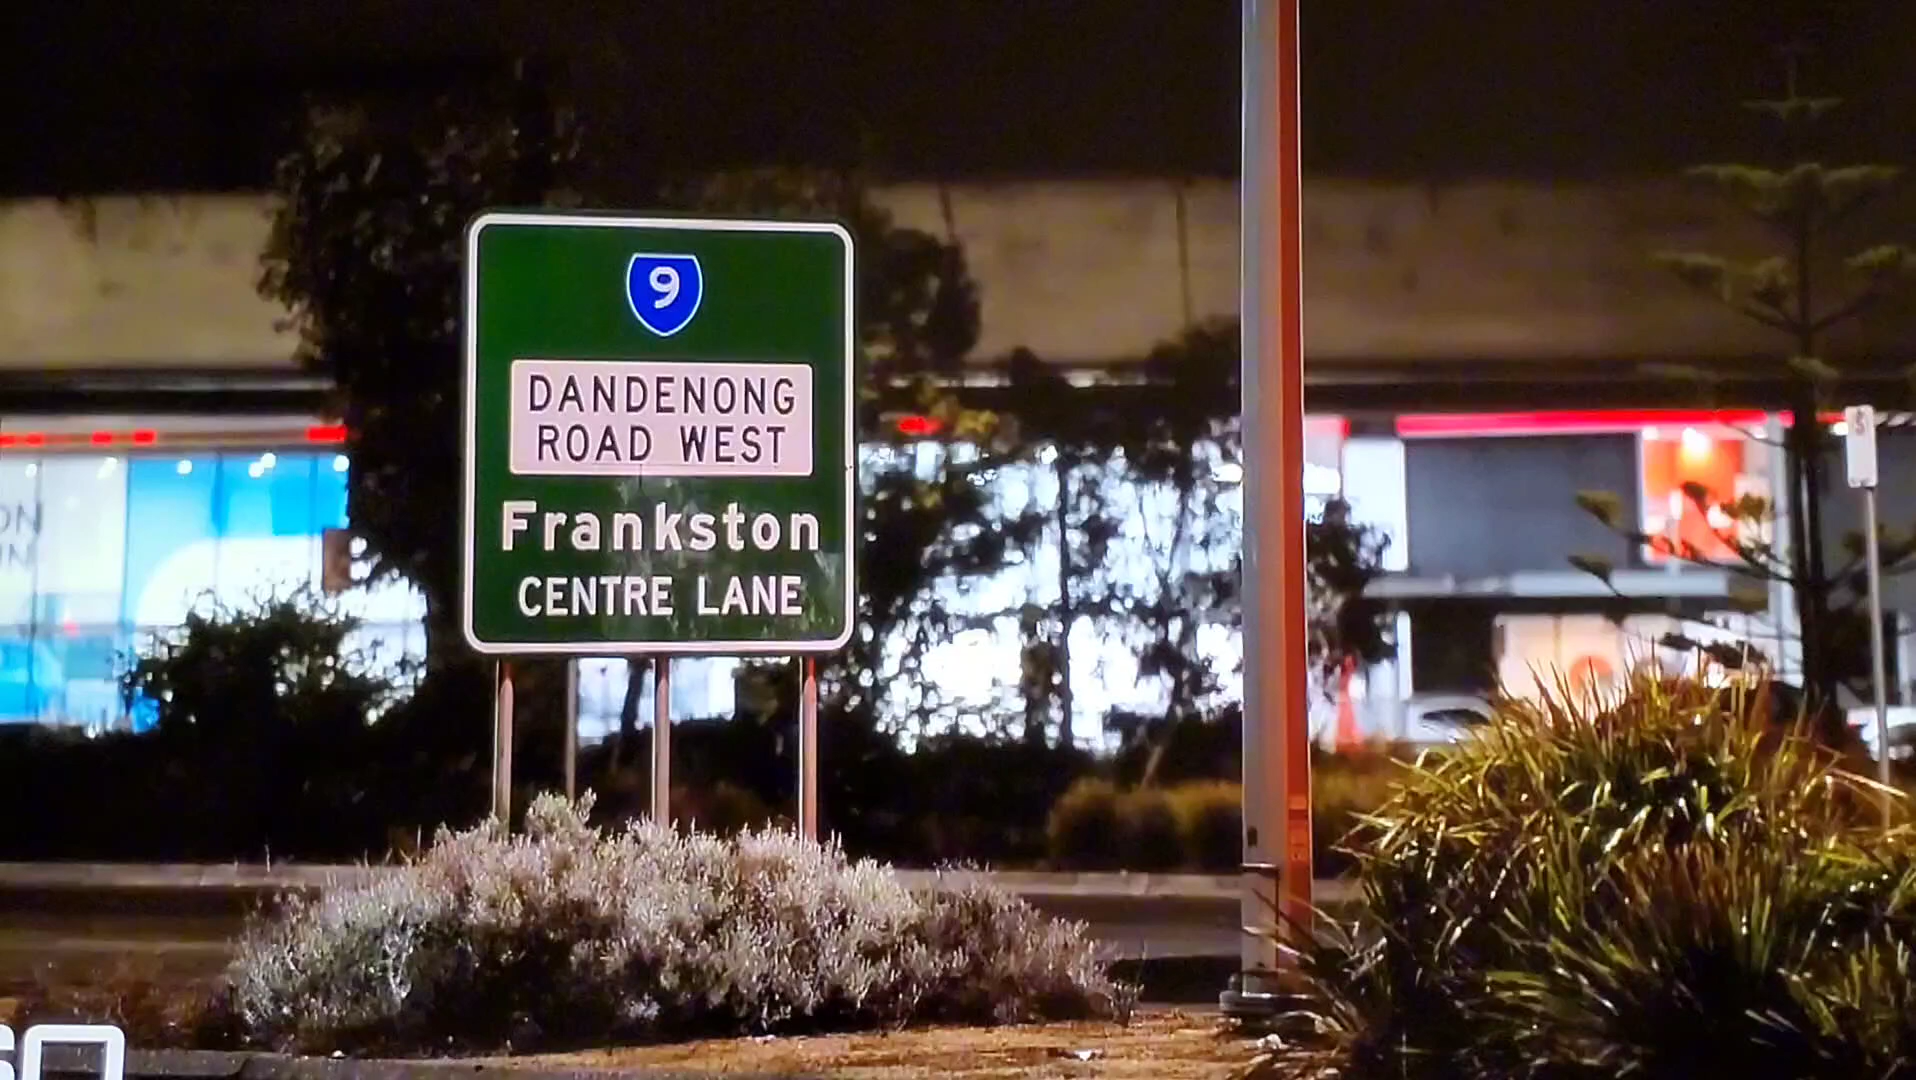 9
DANDENONG
ROAD WEST
Frankston
CENTRE LANE